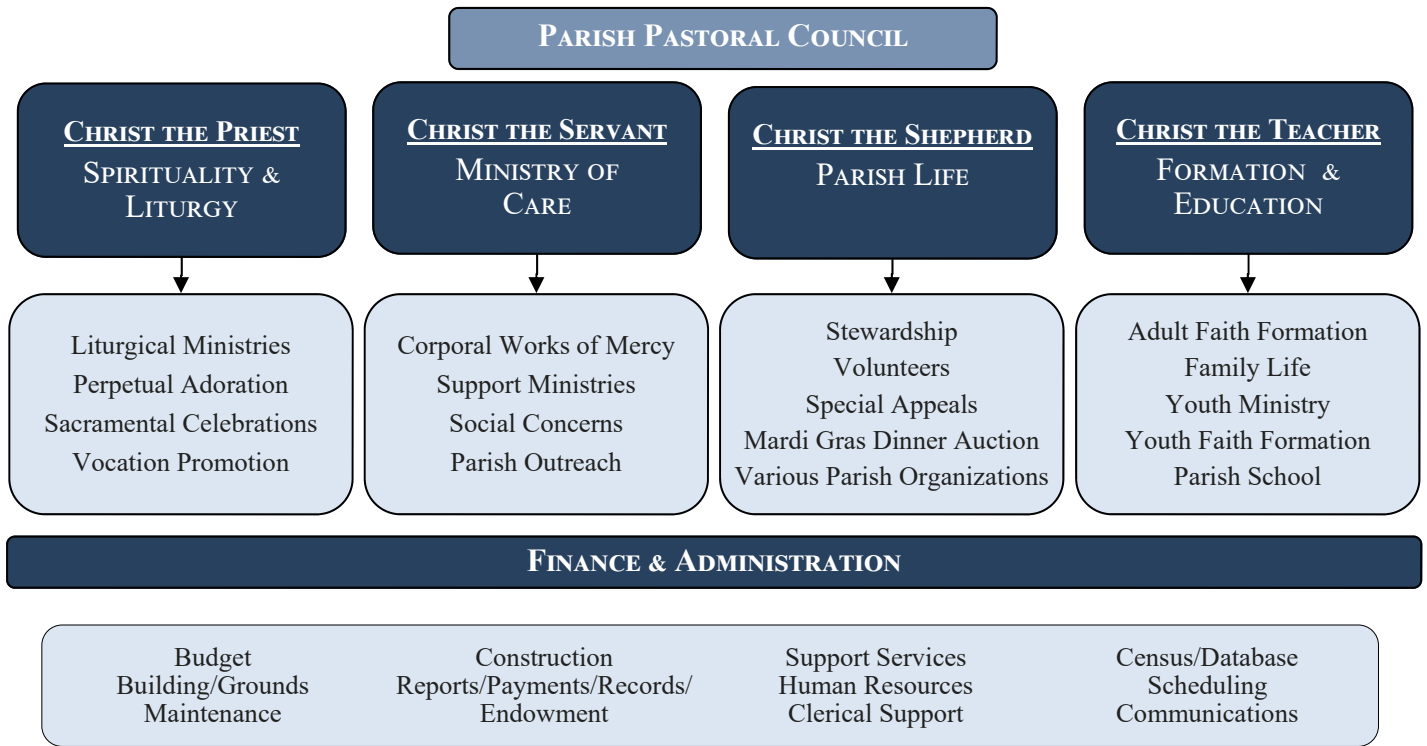 PARISH PASTORAL COUNCIL
CHRIST THE PRIEST
SPIRITUALITY &
LITURGY
CHRIST THE SERVANT
MINISTRY OF
CARE
CHRIST THE SHEPHERD
PARISH LIFE
CHRIST THE TEACHER
FORMATION &
EDUCATION
Liturgical Ministries
Perpetual Adoration
Sacramental Celebrations
Vocation Promotion
Corporal Works of Mercy
Support Ministries
Social Concerns
Parish Outreach
Stewardship
Volunteers
Special Appeals
Mardi Gras Dinner Auction
Various Parish Organizations
Adult Faith Formation
Family Life
Youth Ministry
Youth Faith Formation
Parish School
FINANCE & ADMINISTRATION
Budget
Building/Grounds
Maintenance
Construction
Reports/Payments/Records/
Endowment
Support Services
Human Resources
Clerical Support
Census/Database
Scheduling
Communications